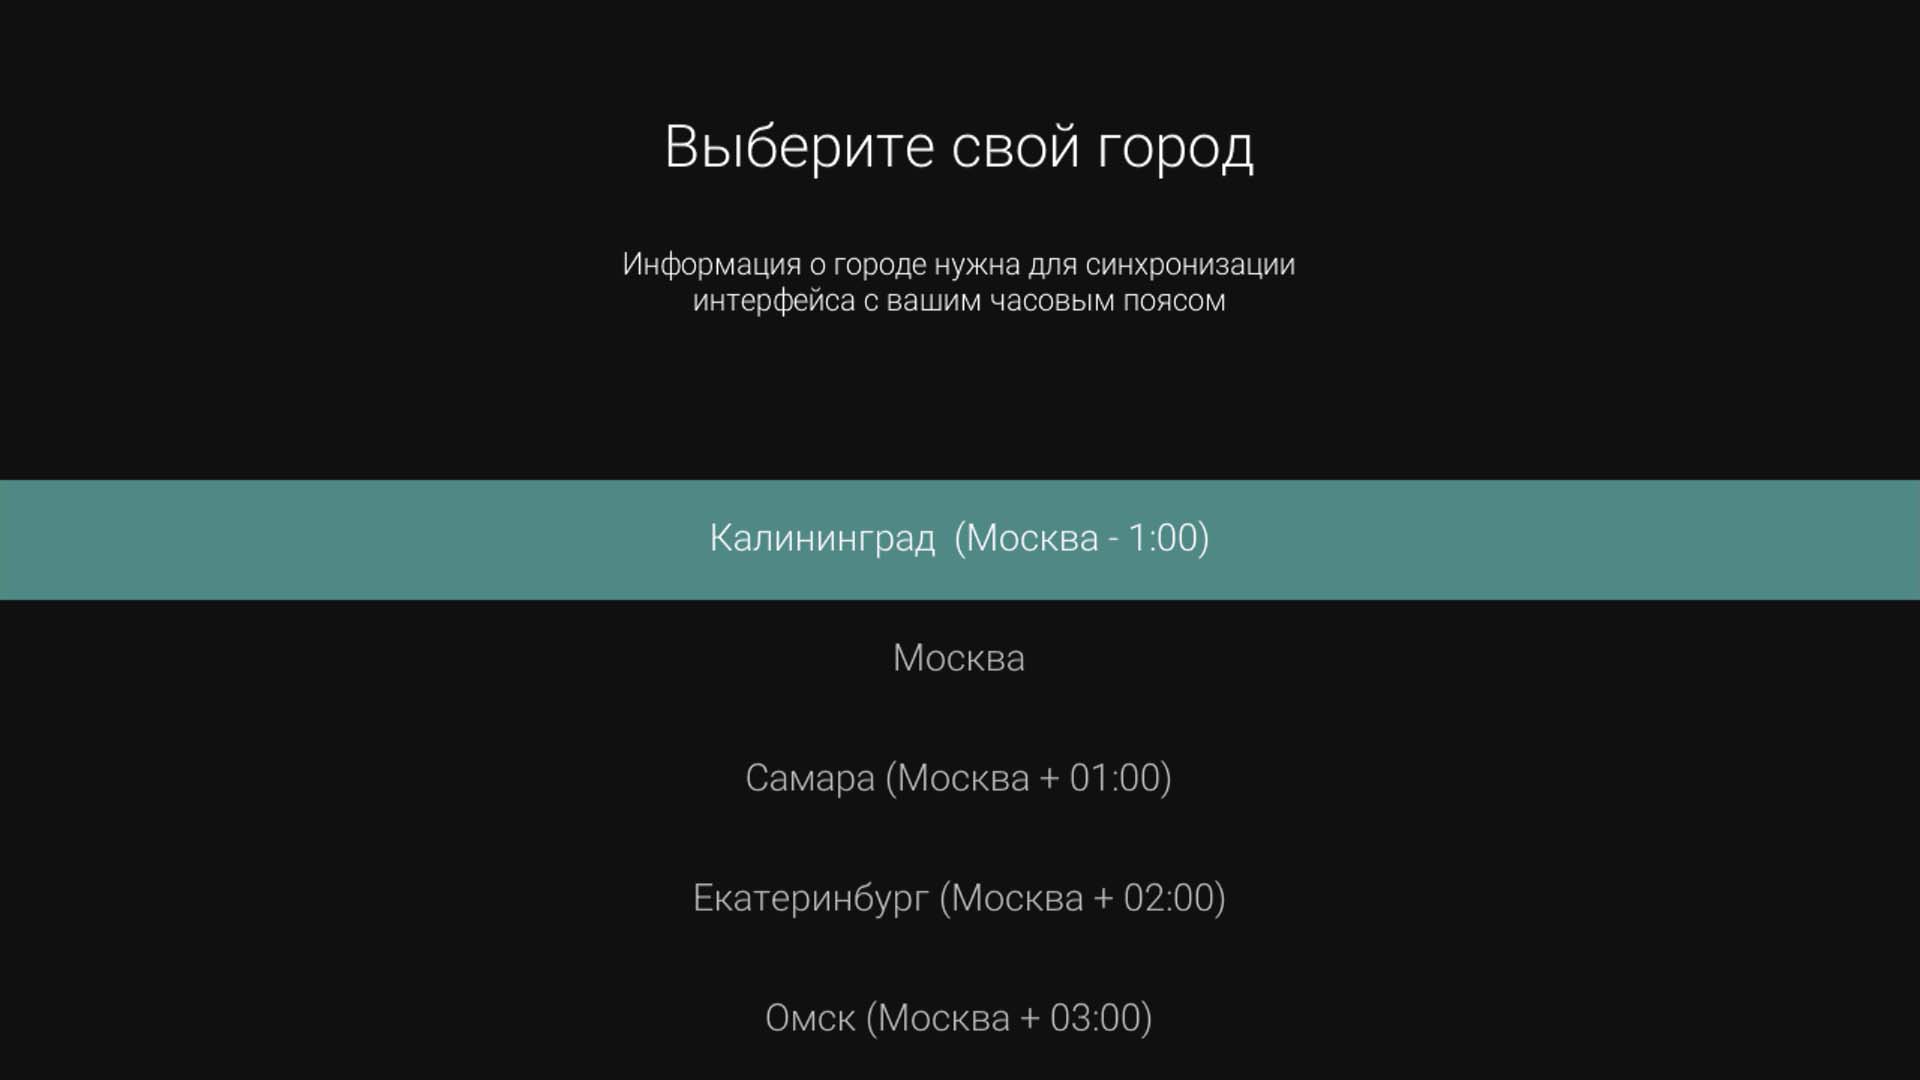 Выберите свой город
Информация о городе нужна для синхронизации
интерфейса с вашим часовым поясом
Калининград  (Москва - 1:00)
Москва
Самара (Москва + 01:00)
Екатеринбург (Москва + 02:00)
Омск (Москва + 03:00)